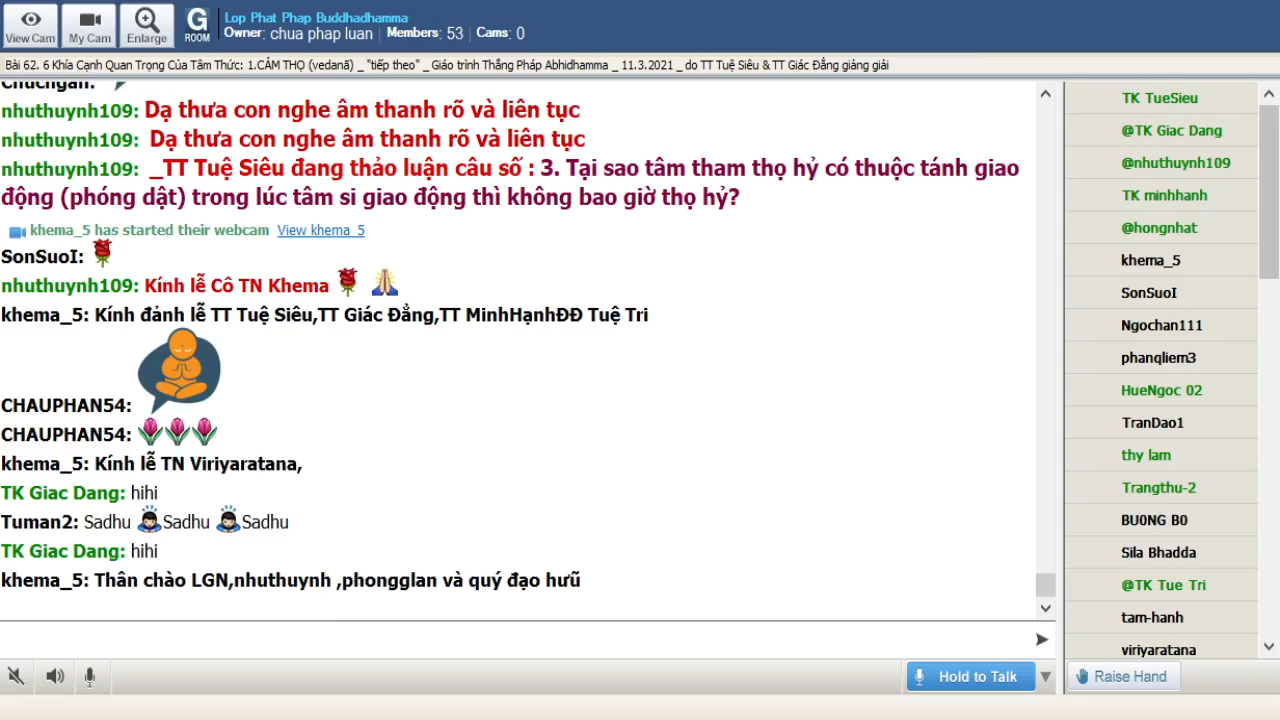 View Cam
My Cam
Enlarge
G
ROOM
Lop Phat Phap Buddhadhamma
Owner: chua phap luan | Members: 53 | Cams: 0
Bài 62. 6 Khía Cạnh Quan Trọng Của Tâm Thức: 1.CẢM THỌ (vedanã) _ "tiếp theo" _ Giáo trình Thắng Pháp Abhidhamma _ 11.3.2021 _ do TT Tuệ Siêu & TT Giác Đẳng giảng giải
nhuthuynh109: Dạ thưa con nghe âm thanh rõ và liên tục
nhuthuynh109: Dạ thưa con nghe âm thanh rõ và liên tục
nhuthuynh109: _TT Tuệ Siêu đang thảo luận câu số : 3. Tại sao tâm tham thọ hỷ có thuộc tánh giao
động (phóng dật) trong lúc tâm si giao động thì không bao giờ thọ hỷ?
khema_5 has started their webcam View khema_5
SonSuoI:
nhuthuynh109: Kính lễ Cô TN Khema
khema_5: Kính đảnh lễ TT Tuệ Siêu,TT Giác Đẳng,TT MinhHạnhĐĐ Tuệ Tri
CHAUPHAN54:
CHAUPHAN54:
khema_5: Kính lễ TN Viriyaratana,
TK Giac Dang: hihi
Tuman2: Sadhu Sadhu Sadhu
TK Giac Dang: hihi
khema_5: Thân chào LGN,nhuthuynh ,phongglan và quý đạo hưũ
TK TueSieu
@TK Giac Dang
@nhuthuynh109
TK minhhanh
@hongnhat
khema_5
SonSuoI
Ngochan111
phanqliem3
HueNgoc 02
TranDao1
thy lam
Trangthu-2
BU0NG B0
Sila Bhadda
@TK Tue Tri
tam-hanh
viriyaratana
Hold to Talk
Raise Hand